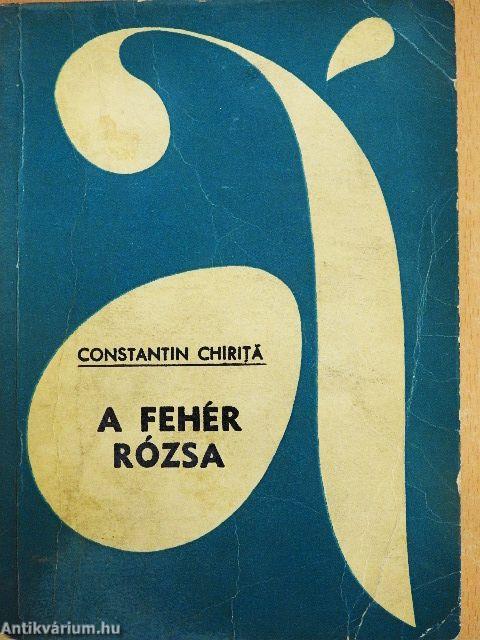 CONSTANTIN CHIRIȚĂ
A FEHÉR
RÓZSA
Antikvárium.hu